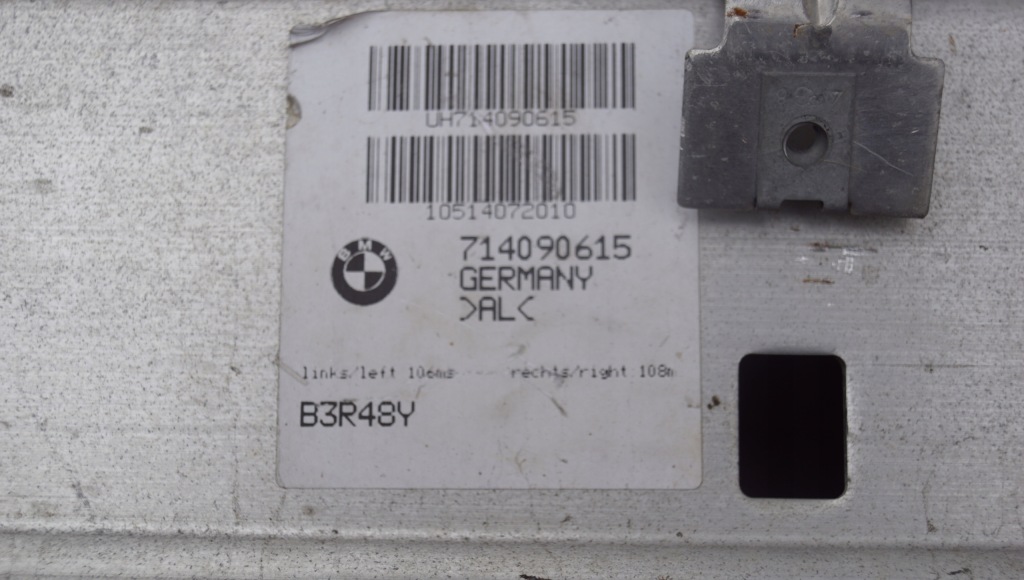 UH714090615
10514072010
BMW
714090615
GERMANY
>AL<
links/left 106ms --- rechts/right 108m
B3R48Y